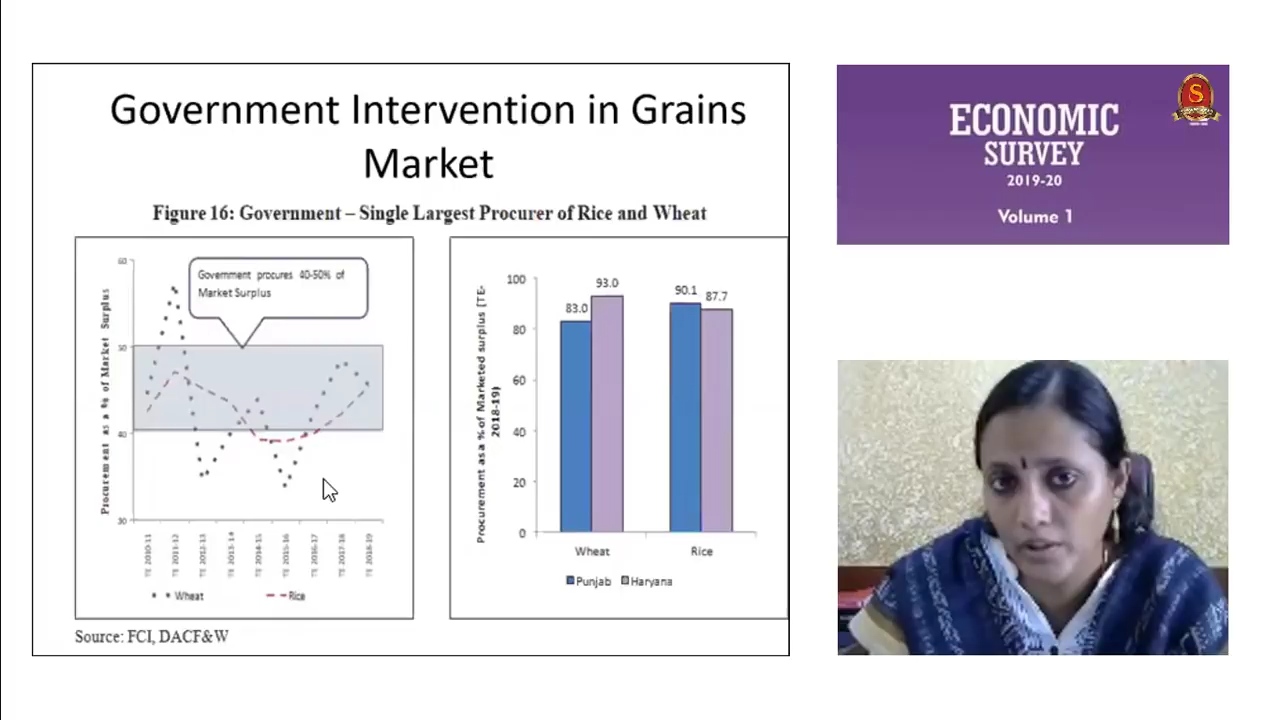 Government Intervention in Grains
Market
Figure 16: Government – Single Largest Procurer of Rice and Wheat
60
50
40
30
Procurement as a % of Market Surplus
Government procures 40-50% of
Market Surplus
TE 2010-11
TE 2011-12
TE 2012-13
TE 2013-14
TE 2014-15
TE 2015-16
TE 2016-17
TE 2017-18
TE 2018-19
Wheat
Rice
Procurement as a % of Marketed surplus (TE-
2018-19)
100
80
60
40
20
0
83.0
93.0
90.1
87.7
Wheat
Rice
Punjab
Haryana
Source: FCI, DACF&W
ECONOMIC
SURVEY
2019-20
Volume 1
S